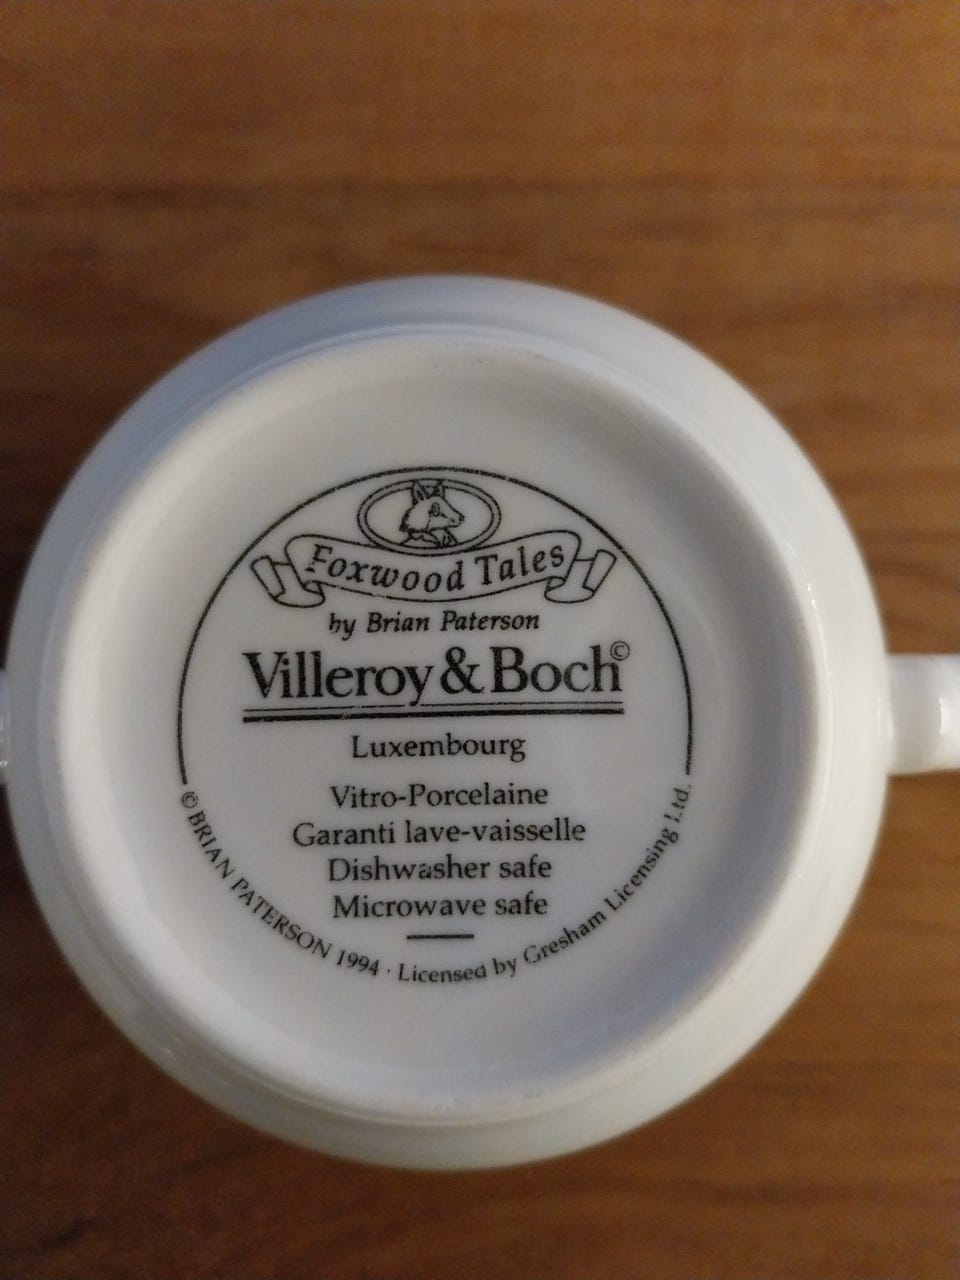 Foxwood Tales
by Brian Paterson
Villeroy & Boch©
Luxembourg
Vitro-Porcelaine
Garanti lave-vaisselle
Dishwasher safe
Microwave safe
© BRIAN PATERSON 1994 · Licensed by Gresham Licensing Ltd.